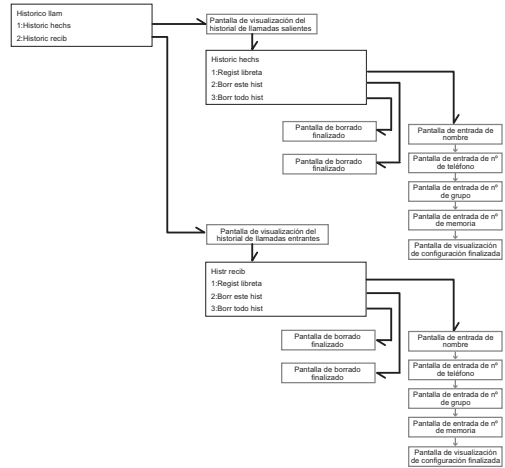 Historico llam
1:Historic hechs
2:Historic recib
Pantalla de visualización del
historial de llamadas salientes
Historic hechs
1:Regist libreta
2:Borr este hist
3:Borr todo hist
Pantalla de borrado
finalizado
Pantalla de borrado
finalizado
Pantalla de entrada de
nombre
Pantalla de entrada de nº
de teléfono
Pantalla de entrada de nº
de grupo
Pantalla de entrada de nº
de memoria
Pantalla de visualización
de configuración finalizada
Pantalla de visualización del
historial de llamadas entrantes
Histr recib
1:Regist libreta
2:Borr este hist
3:Borr todo hist
Pantalla de borrado
finalizado
Pantalla de borrado
finalizado
Pantalla de entrada de
nombre
Pantalla de entrada de nº
de teléfono
Pantalla de entrada de nº
de grupo
Pantalla de entrada de nº
de memoria
Pantalla de visualización
de configuración finalizada